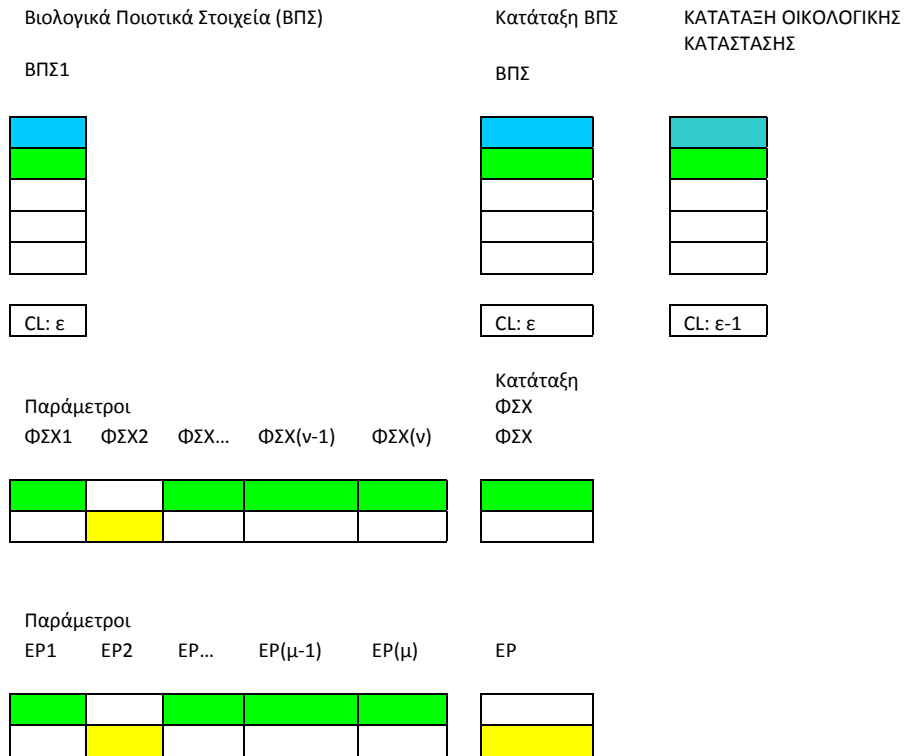 Βιολογικά Ποιοτικά Στοιχεία (ΒΠΣ) Κατάταξη ΒΠΣ ΚΑΤΑΤΑΞΗ ΟΙΚΟΛΟΓΙΚΗΣ
ΚΑΤΑΣΤΑΣΗΣ
ΒΠΣ1 ΒΠΣ
CL: ε CL: ε CL: ε-1
Κατάταξη
Παράμετροι ΦΣΧ
ΦΣΧ1 ΦΣΧ2 ΦΣΧ... ΦΣΧ(ν-1) ΦΣΧ(ν) ΦΣΧ
Παράμετροι
ΕΡ1 ΕΡ2 ΕΡ... ΕΡ(μ-1) ΕΡ(μ) ΕΡ